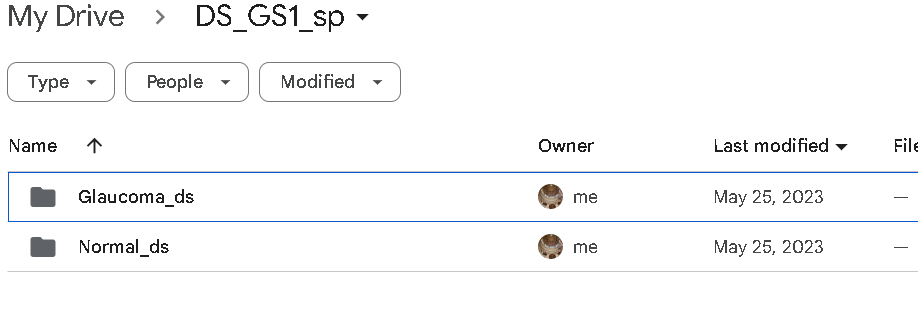 My Drive > DS_GS1_sp
Type People Modified
Name Owner Last modified File
Glaucoma_ds me May 25, 2023 —
Normal_ds me May 25, 2023 —